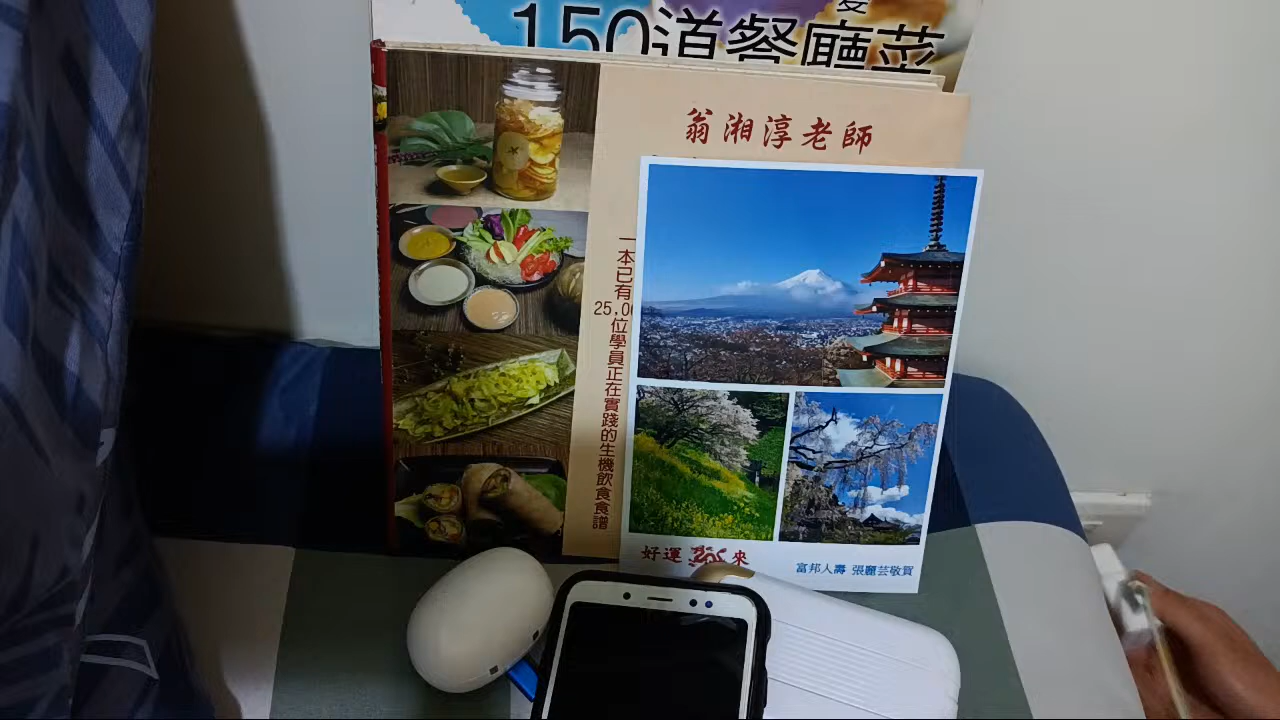 150道餐廳菜
翁湘淳老師
一本已有25,0
位學員正在實踐的生機飲食食譜
好運
來
富邦人壽 張麗芸敬賀